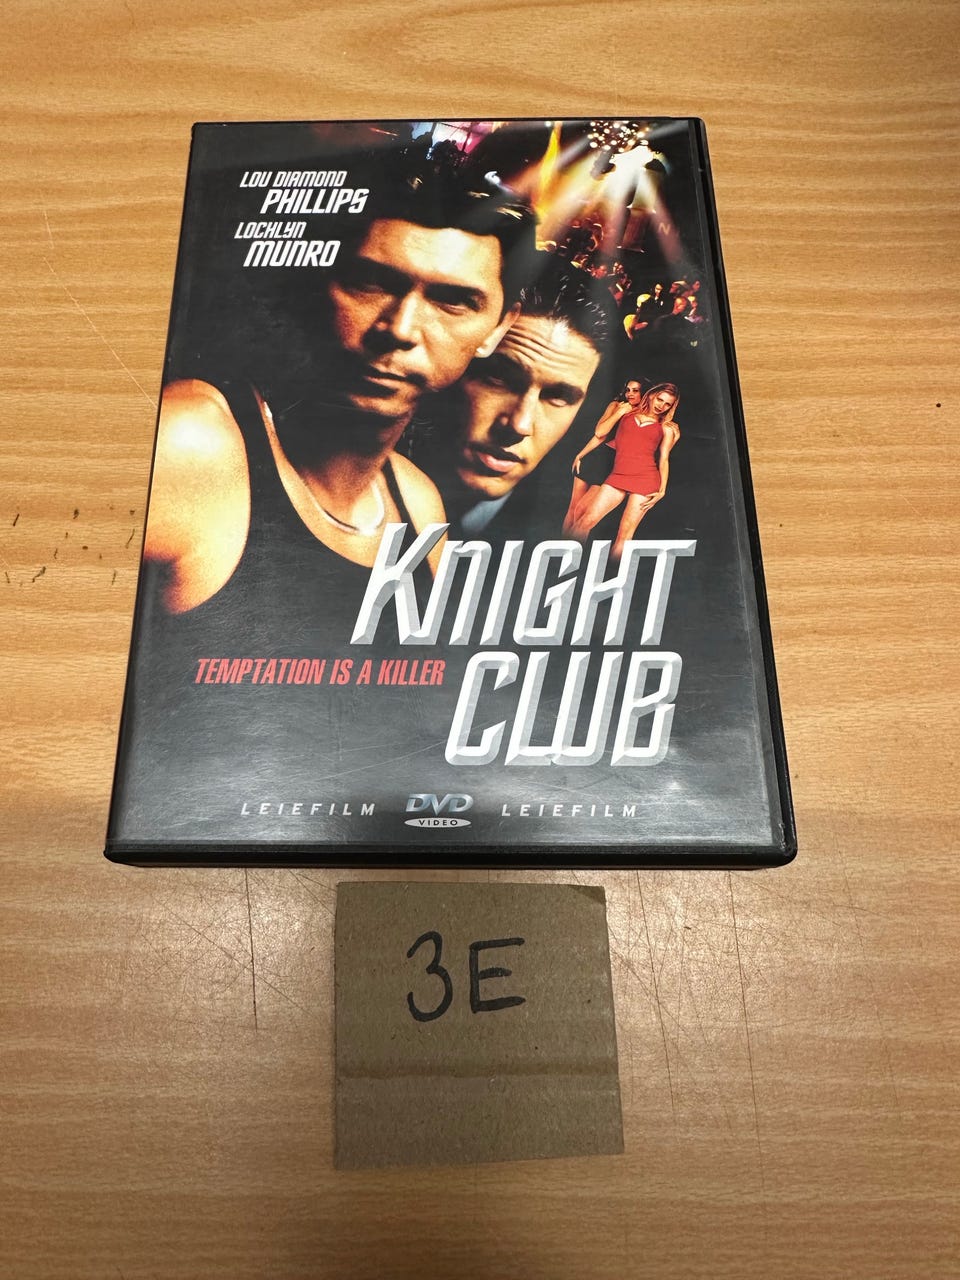 LOU DIAMOND
PHILLIPS
LOCHLYN
MUNRO
KNIGHT
CLUB
TEMPTATION IS A KILLER
LEIEFILM DVD VIDEO LEIEFILM
3E